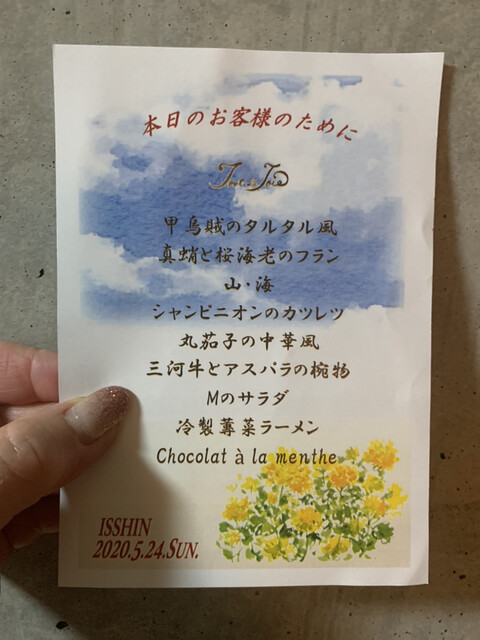 本日のお客様のために
甲烏賊のタルタル風
真蛸と桜海老のフラン
山・海
シャンピニオンのカツレツ
丸茄子の中華風
三河牛とアスパラの椀物
Mのサラダ
冷製蓴菜ラーメン
Chocolat à la menthe
ISSHIN
2020.5.24.SUN.